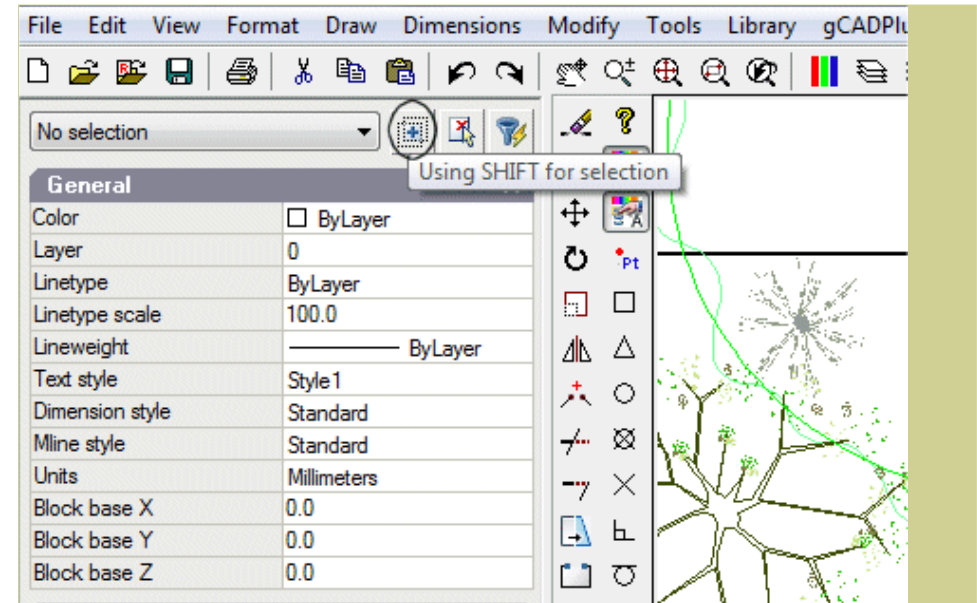 File Edit View Format Draw Dimensions Modify Tools Library gCADPlu
No selection
Using SHIFT for selection
General
Color ByLayer
Layer 0
Linetype ByLayer
Linetype scale 100.0
Lineweight ByLayer
Text style Style1
Dimension style Standard
Mline style Standard
Units Millimeters
Block base X 0.0
Block base Y 0.0
Block base Z 0.0
Pt